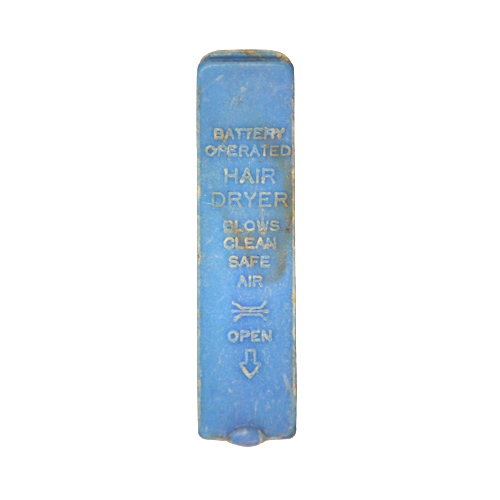 BATTERY
OPERATED
HAIR
DRYER
BLOWS
CLEAN
SAFE
AIR
OPEN